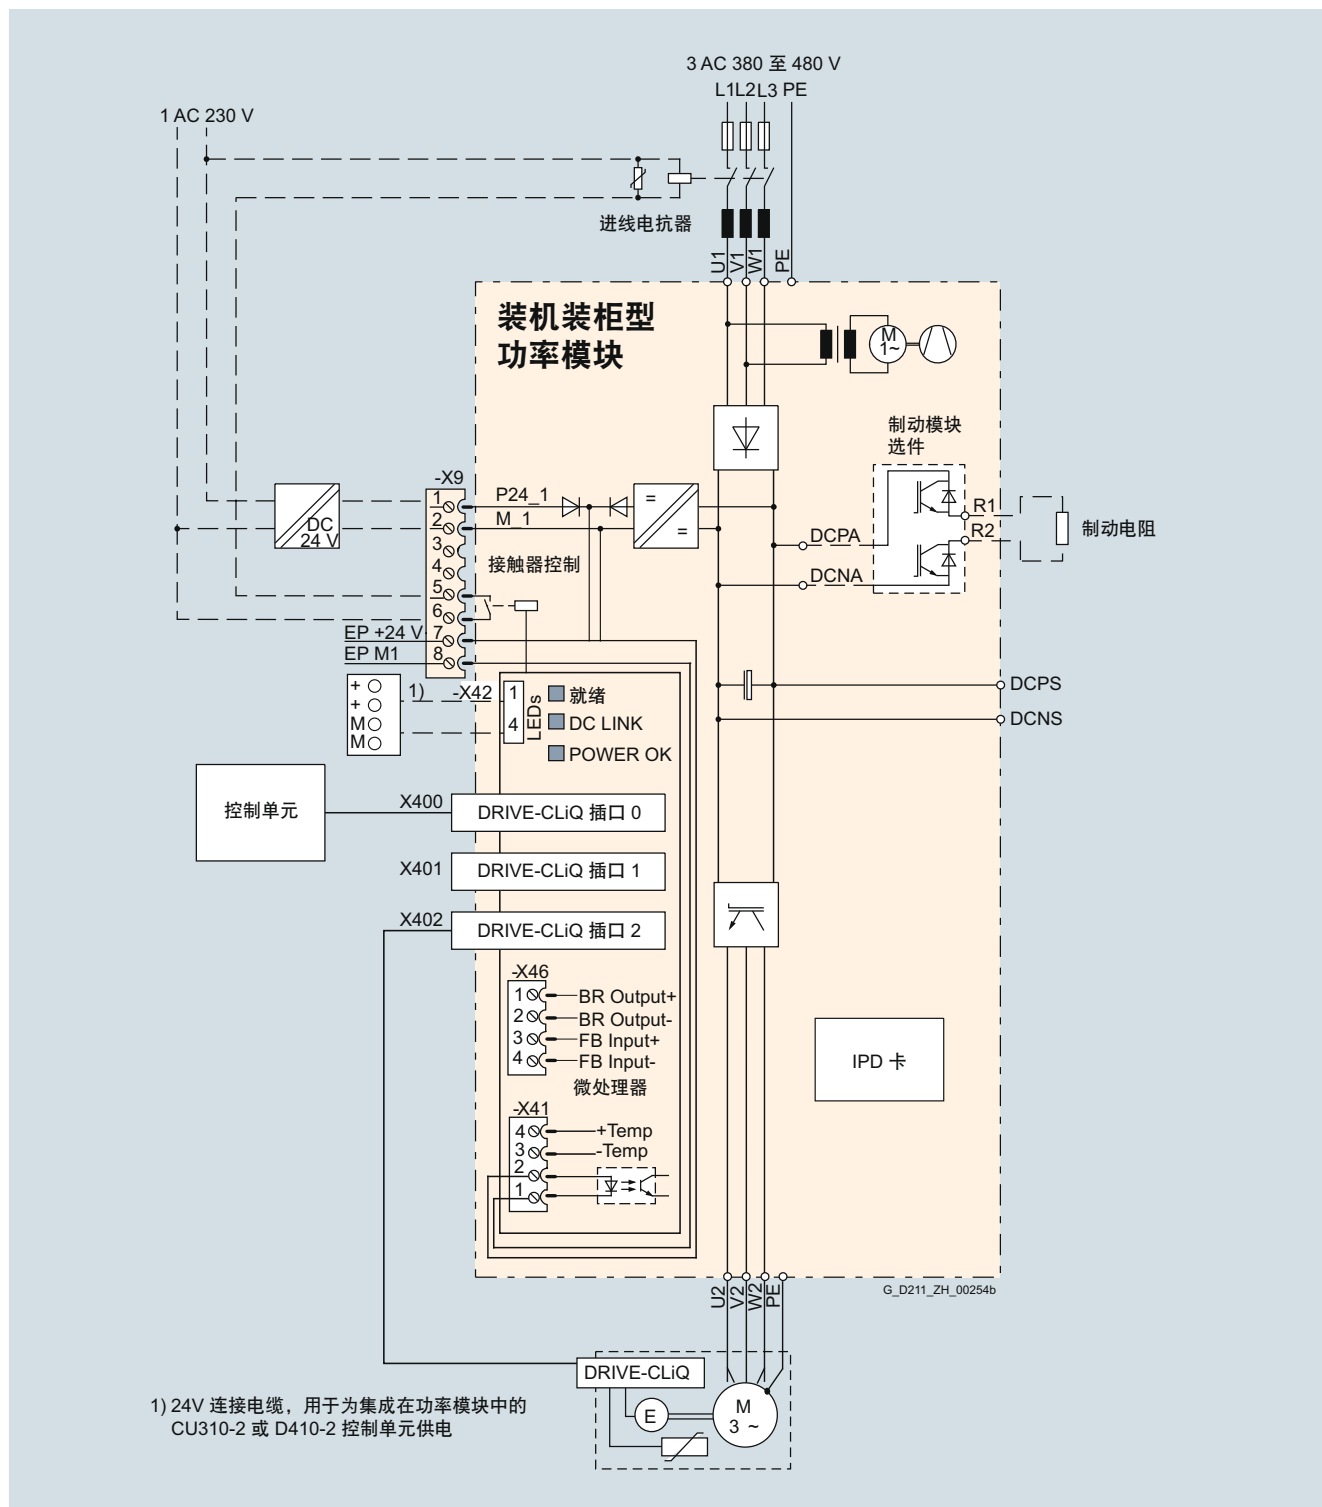 3 AC 380 至 480 V
L1 L2 L3 PE
1 AC 230 V
进线电抗器
U1 V1 W1 PE
装机装柜型
功率模块
M
1~
制动模块
选件
-X9
1
P24_1
=
=
R1
DC
24 V
2
M_1
R2
制动电阻
DCPA
3
接触器控制
4
DCNA
5
6
EP +24 V 7
EP M1 8
+
+
M
M
1)
-X42
1
4
LEDs
就绪
DC LINK
POWER OK
DCPS
DCNS
控制单元
X400
DRIVE-CLiQ 插口 0
X401
DRIVE-CLiQ 插口 1
X402
DRIVE-CLiQ 插口 2
-X46
1 BR Output+
2 BR Output-
3 FB Input+
4 FB Input-
微处理器
IPD 卡
-X41
4 +Temp
3 -Temp
2
1
U2 V2 W2 PE
G_D211_ZH_00254b
DRIVE-CLiQ
E
M
3 ~
1) 24V 连接电缆，用于为集成在功率模块中的
CU310-2 或 D410-2 控制单元供电